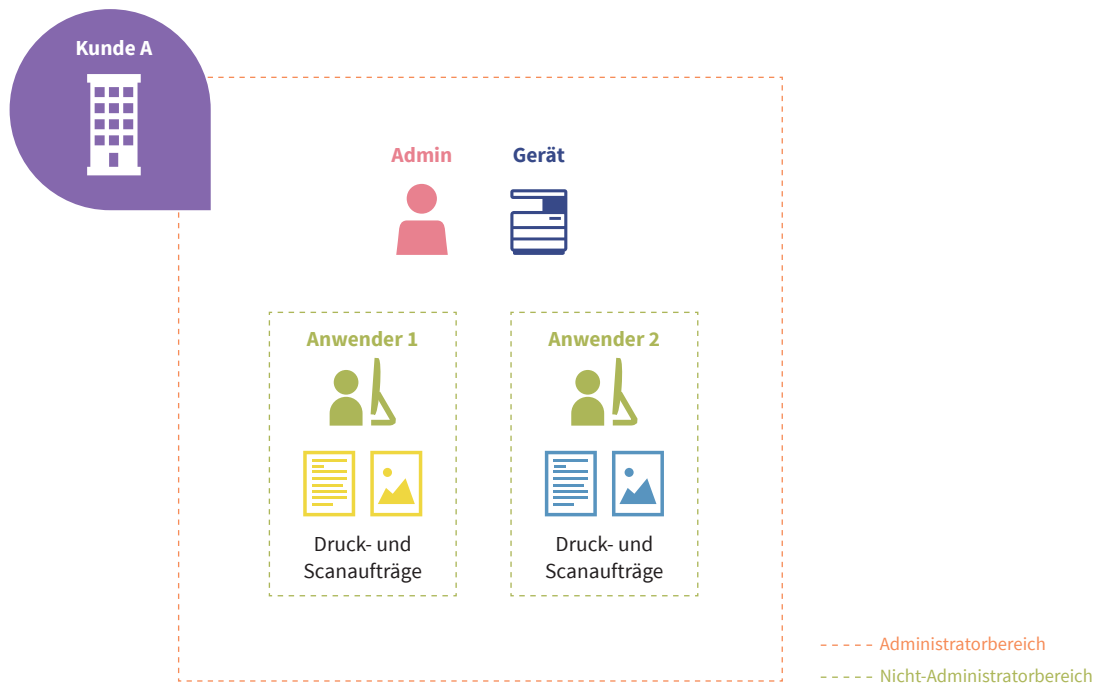 Kunde A
Admin
Gerät
Anwender 1
Anwender 2
Druck- und
Scanaufträge
Druck- und
Scanaufträge
Administratorbereich
Nicht-Administratorbereich